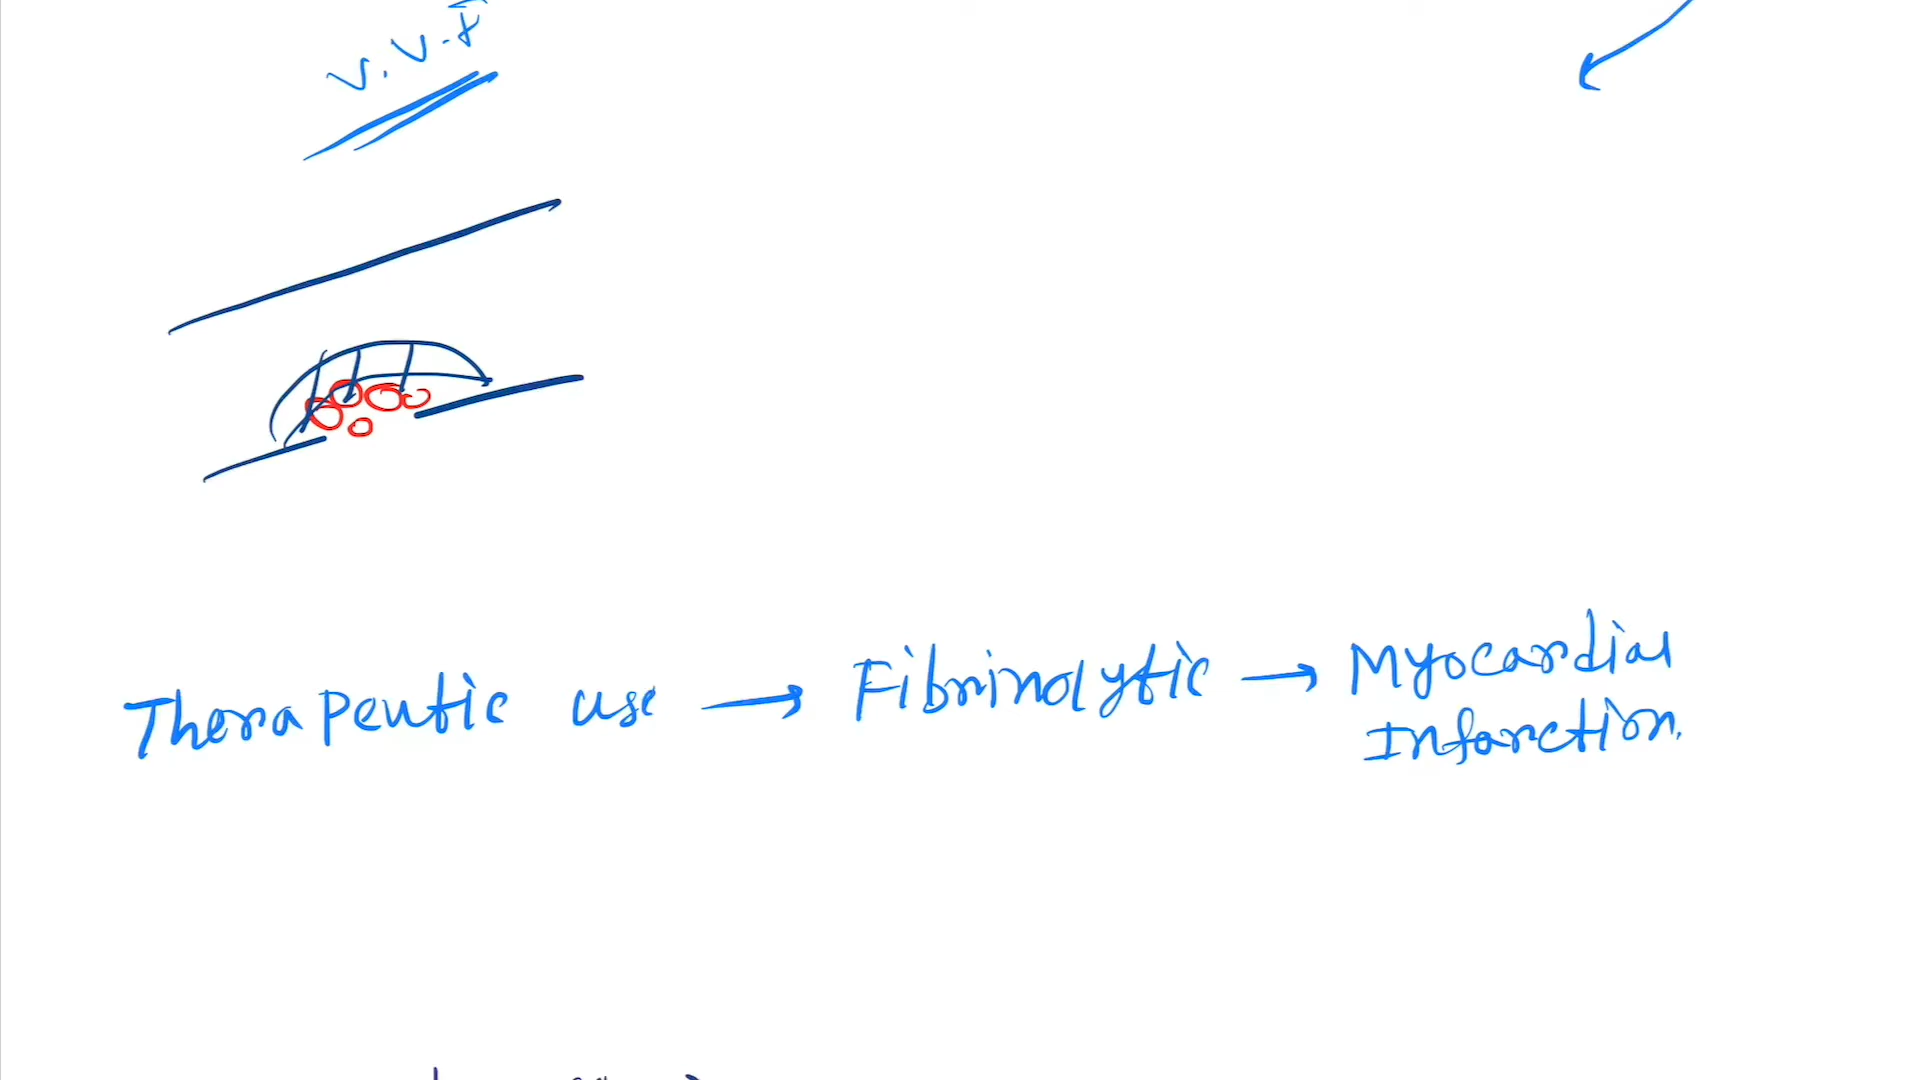 V.V.
Therapeutic use → Fibrinolytic → Myocardial
Infarction.